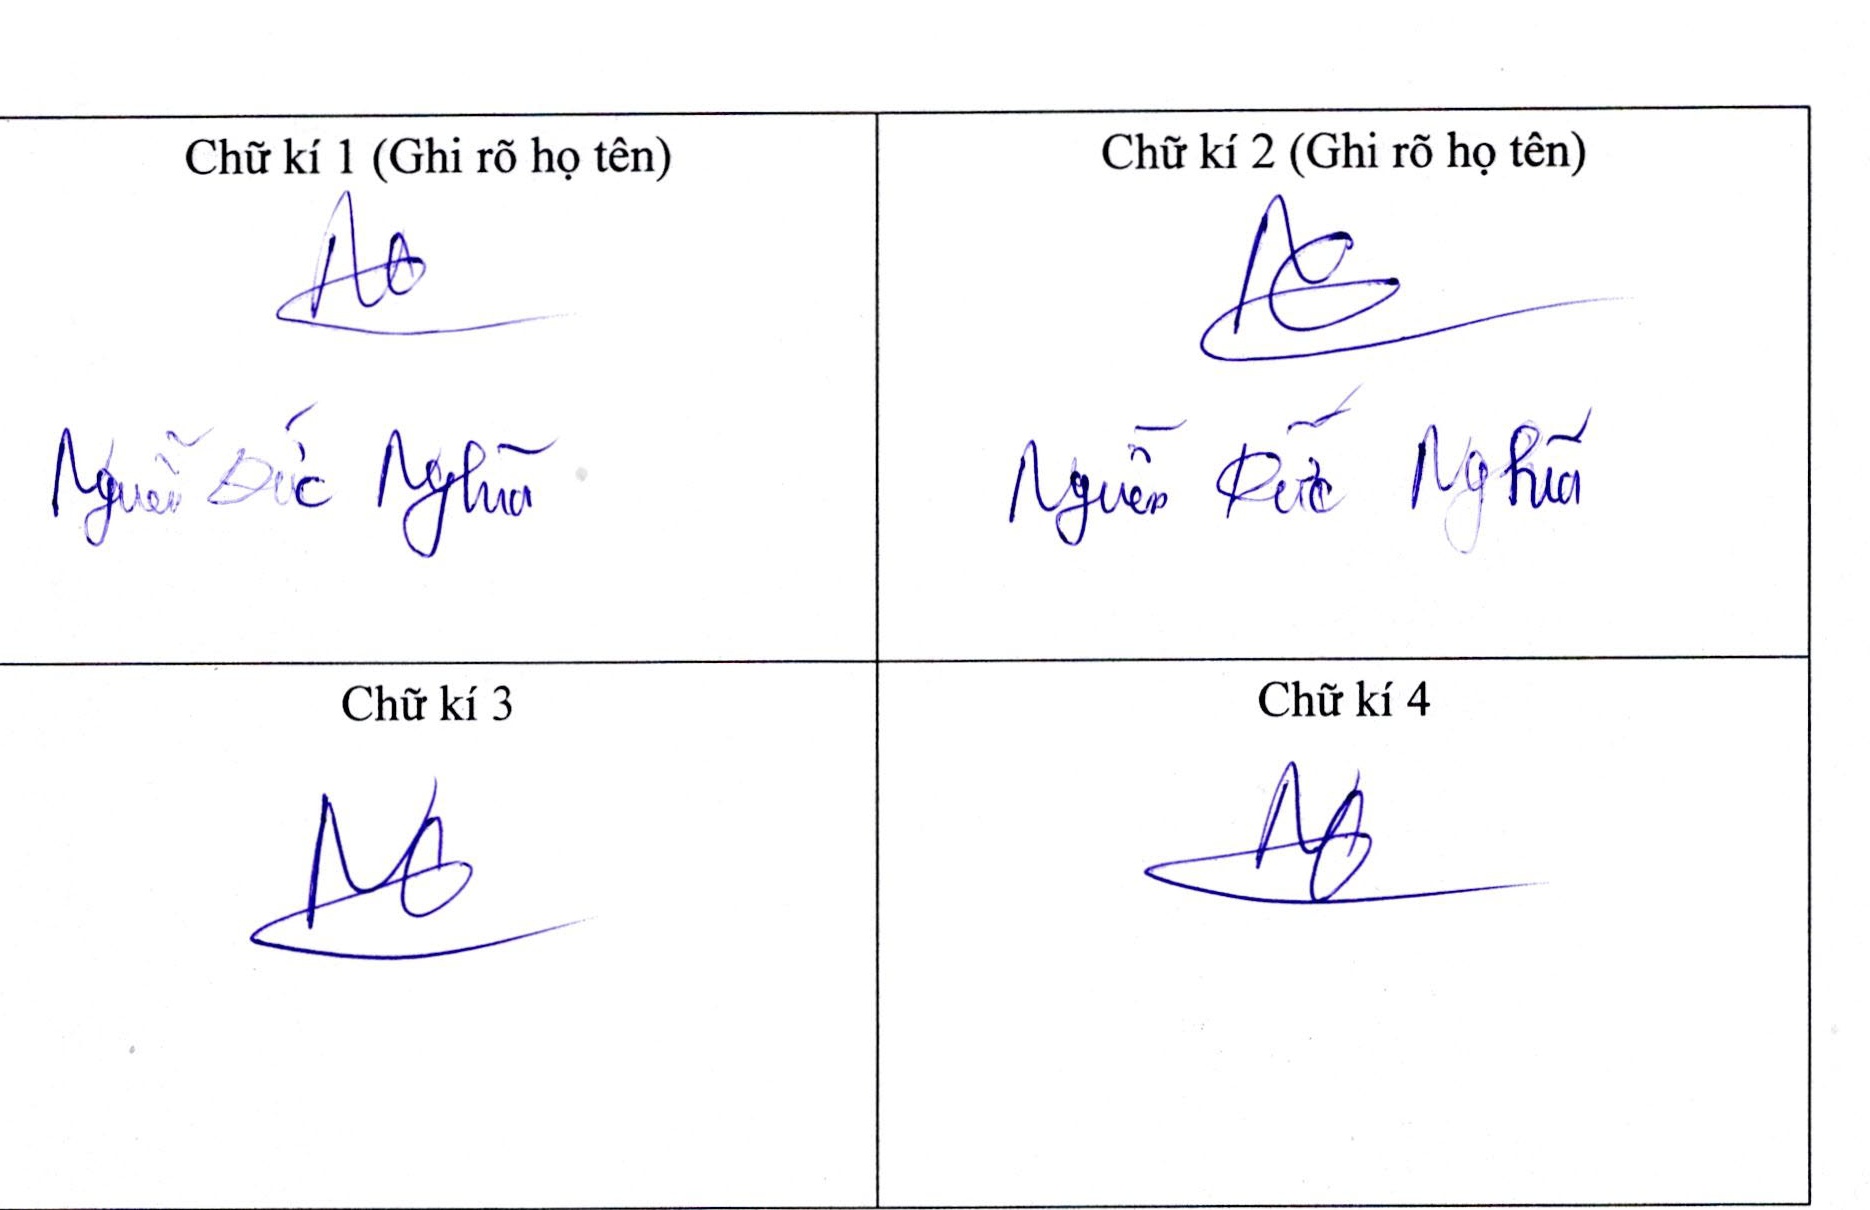 Chữ kí 1 (Ghi rõ họ tên)
Nguyễn Đức Nghĩa
Chữ kí 2 (Ghi rõ họ tên)
Nguyễn Đức Nghĩa
Chữ kí 3
Chữ kí 4